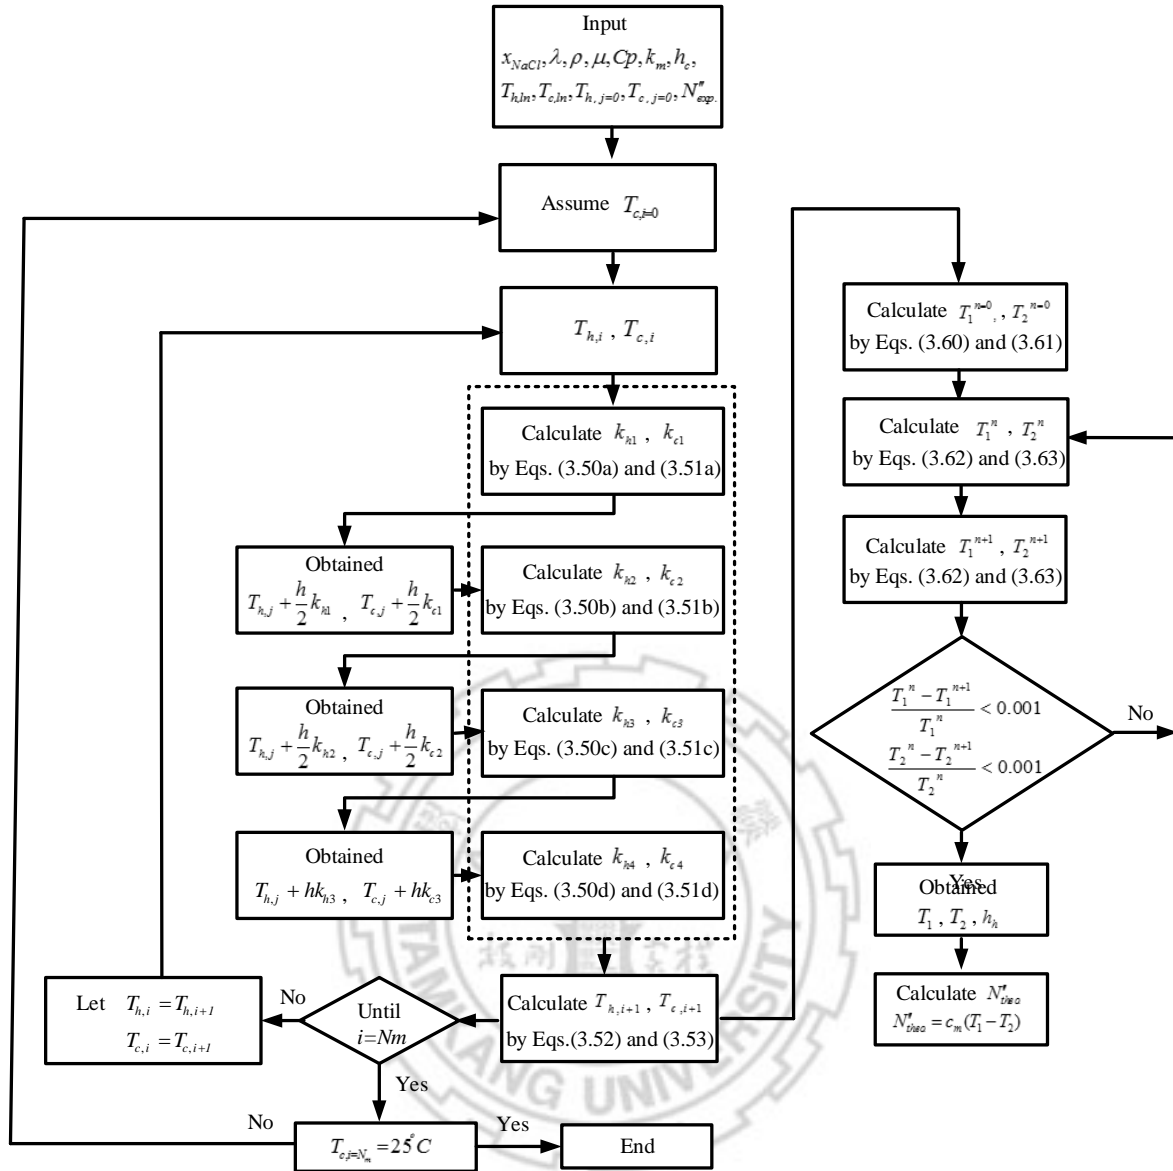 Input
x_NaCl, λ, ρ, μ, Cp, k_m, h_c,
T_h,ln, T_c,ln, T_h,j=0, T_c,j=0, N″_exp.
Assume T_c,i=0
T_h,i , T_c,i
Calculate k_h1 , k_c1
by Eqs. (3.50a) and (3.51a)
Obtained
T_h,j + h/2 k_h1 , T_c,j + h/2 k_c1
Calculate k_h2 , k_c2
by Eqs. (3.50b) and (3.51b)
Obtained
T_h,j + h/2 k_h2 , T_c,j + h/2 k_c2
Calculate k_h3 , k_c3
by Eqs. (3.50c) and (3.51c)
Obtained
T_h,j + hk_h3 , T_c,j + hk_c3
Calculate k_h4 , k_c4
by Eqs. (3.50d) and (3.51d)
Calculate T_h,i+1 , T_c,i+1
by Eq.(3.52) and (3.53)
Until
i=Nm
No
Let T_h,i = T_h,i+1
T_c,i = T_c,i+1
Yes
T_c,i=N_m = 25°C
No
Yes
End
Calculate T_1^n=0 , , T_2^n=0
by Eqs. (3.60) and (3.61)
Calculate T_1^n , T_2^n
by Eqs. (3.62) and (3.63)
Calculate T_1^n+1 , T_2^n+1
by Eqs. (3.62) and (3.63)
(T_1^n − T_1^n+1)/T_1^n < 0.001
(T_2^n − T_2^n+1)/T_2^n < 0.001
No
Yes
Obtained
T_1 , T_2 , h_h
Calculate N″_thea
N″_thea = c_m(T_1 − T_2)
TAMKANG UNIVERSITY